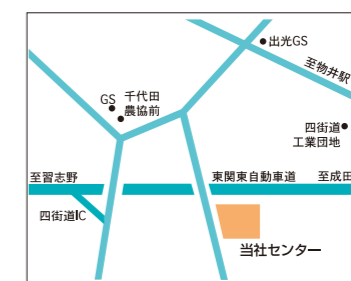 出光GS
至物井駅
GS
千代田
農協前
四街道
工業団地
至習志野
東関東自動車道
至成田
四街道IC
当社センター